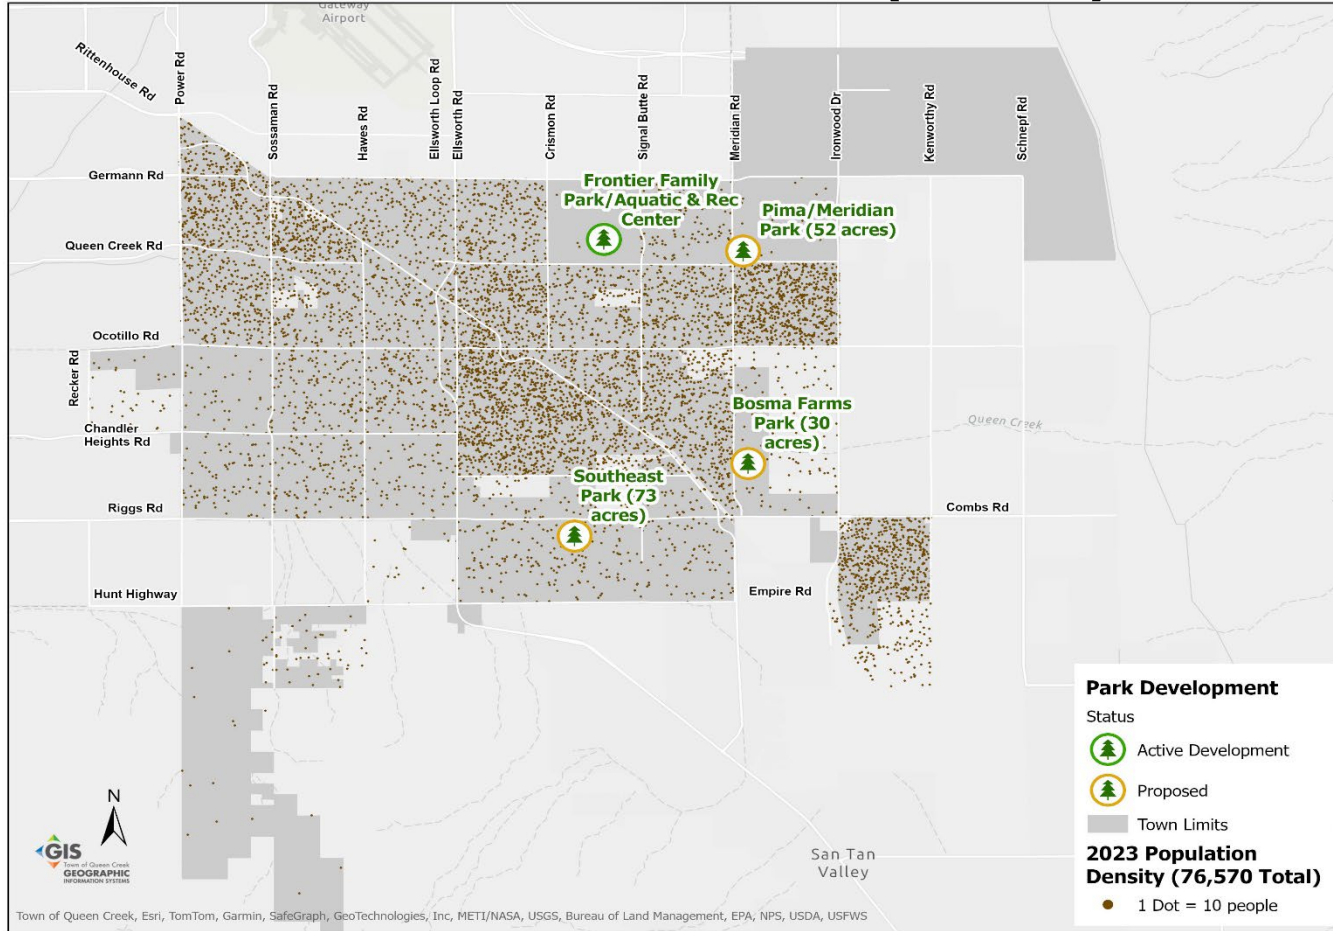 Gateway
Airport
Rittenhouse Rd
Power Rd
Sossaman Rd
Hawes Rd
Ellsworth Loop Rd
Ellsworth Rd
Crismon Rd
Signal Butte Rd
Meridian Rd
Ironwood Dr
Kenworthy Rd
Schnepf Rd
Germann Rd
Frontier Family
Park/Aquatic & Rec
Center
Pima/Meridian
Park (52 acres)
Queen Creek Rd
Ocotillo Rd
Recker Rd
Chandler
Heights Rd
Bosma Farms
Park (30
acres)
Queen Creek
Southeast
Park (73
acres)
Riggs Rd
Combs Rd
Hunt Highway
Empire Rd
San Tan
Valley
Park Development
Status
Active Development
Proposed
Town Limits
2023 Population
Density (76,570 Total)
1 Dot = 10 people
N
GIS
Town of Queen Creek
GEOGRAPHIC
INFORMATION SYSTEMS
Town of Queen Creek, Esri, TomTom, Garmin, SafeGraph, GeoTechnologies, Inc, METI/NASA, USGS, Bureau of Land Management, EPA, NPS, USDA, USFWS